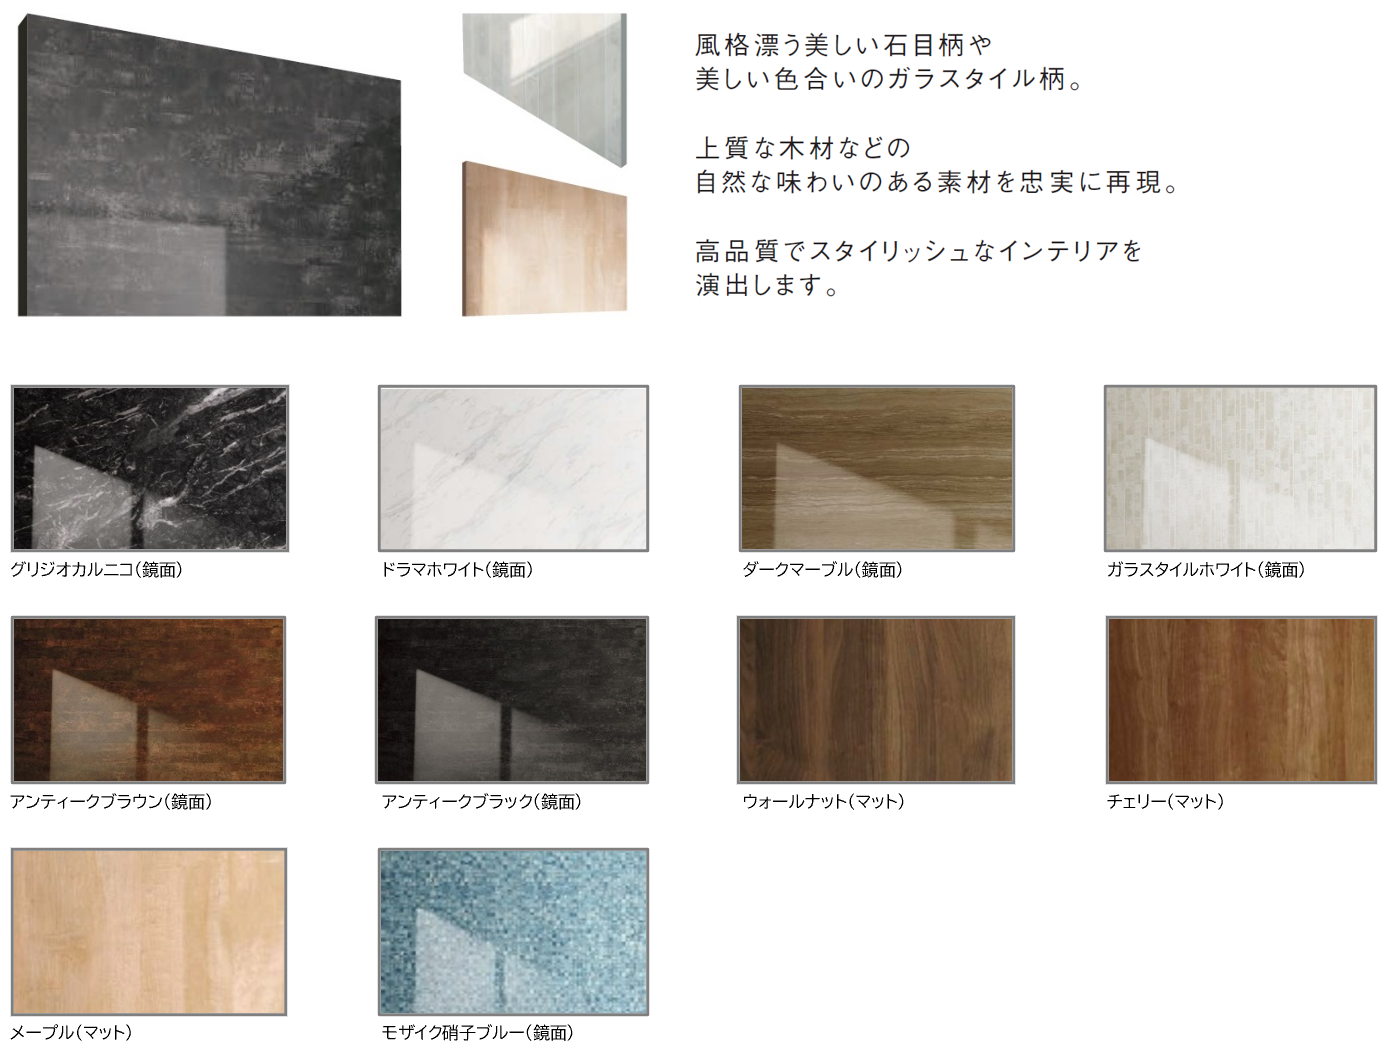 風格漂う美しい石目柄や
美しい色合いのガラスタイル柄。
上質な木材などの
自然な味わいのある素材を忠実に再現。
高品質でスタイリッシュなインテリアを
演出します。
グリジオカルニコ(鏡面)
ドラマホワイト(鏡面)
ダークマーブル(鏡面)
ガラスタイルホワイト(鏡面)
アンティークブラウン(鏡面)
アンティークブラック(鏡面)
ウォールナット(マット)
チェリー(マット)
メープル(マット)
モザイク硝子ブルー(鏡面)